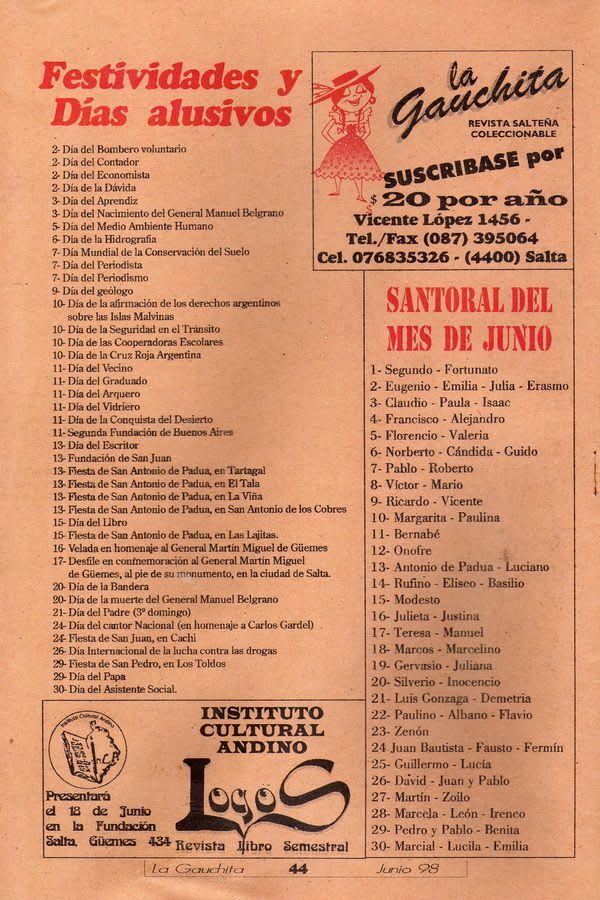 Festividades y
Días alusivos
2- Día del Bombero voluntario
2- Día del Contador
2- Día del Economista
2- Día de la Dávida
3- Día del Aprendiz
3- Día del Nacimiento del General Manuel Belgrano
5- Día del Medio Ambiente Humano
6- Día de la Hidrografía
7- Día Mundial de la Conservación del Suelo
7- Día del Periodista
7- Día del Periodismo
9- Día del geólogo
10- Día de la afirmación de los derechos argentinos
sobre las Islas Malvinas
10- Día de la Seguridad en el Tránsito
10- Día de las Cooperadoras Escolares
10- Día de la Cruz Roja Argentina
11- Día del Vecino
11- Día del Graduado
11- Día del Arquero
11- Día del Vidriero
11- Día de la Conquista del Desierto
11- Segunda Fundación de Buenos Aires
13- Día del Escritor
13- Fundación de San Juan
13- Fiesta de San Antonio de Padua, en Tartagal
13- Fiesta de San Antonio de Padua, en El Tala
13- Fiesta de San Antonio de Padua, en La Viña
13- Fiesta de San Antonio de Padua, en San Antonio de los Cobres
15- Día del Libro
15- Fiesta de San Antonio de Padua, en Las Lajitas.
16- Velada en homenaje al General Martín Miguel de Güemes
17- Desfile en conmemoración al General Martín Miguel
de Güemes, al pie de su monumento, en la ciudad de Salta.
20- Día de la Bandera
20- Día de la muerte del General Manuel Belgrano
21- Día del Padre (3º domingo)
24- Día del cantor Nacional (en homenaje a Carlos Gardel)
24- Fiesta de San Juan, en Cachi
26- Día Internacional de la lucha contra las drogas
29- Fiesta de San Pedro, en Los Toldos
29- Día del Papa
30- Día del Asistente Social.
la
Gauchita
REVISTA SALTEÑA
COLECCIONABLE
SUSCRIBASE por
$ 20 por año
Vicente López 1456 -
Tel./Fax (087) 395064
Cel. 076835326 - (4400) Salta
SANTORAL DEL
MES DE JUNIO
1- Segundo - Fortunato
2- Eugenio - Emilia - Julia - Erasmo
3- Claudio - Paula - Isaac
4- Francisco - Alejandro
5- Florencio - Valeria
6- Norberto - Cándida - Guido
7- Pablo - Roberto
8- Víctor - Mario
9- Ricardo - Vicente
10- Margarita - Paulina
11- Bernabé
12- Onofre
13- Antonio de Padua - Luciano
14- Rufino - Eliseo - Basilio
15- Modesto
16- Julieta - Justina
17- Teresa - Manuel
18- Marcos - Marcelino
19- Gervasio - Juliana
20- Silverio - Inocencio
21- Luis Gonzaga - Demetria
22- Paulino - Albano - Flavio
23- Zenón
24 Juan Bautista - Fausto - Fermín
25- Guillermo - Lucía
26- David - Juan y Pablo
27- Martín - Zoilo
28- Marcela - León - Ireneo
29- Pedro y Pablo - Benita
30- Marcial - Lucila - Emilia
Instituto Cultural Andino
Presentará
el 18 de Junio
en la Fundación
Salta, Güemes 434
INSTITUTO
CULTURAL
ANDINO
LogoS
Revista Libro Semestral
La Gauchita 44 Junio 98